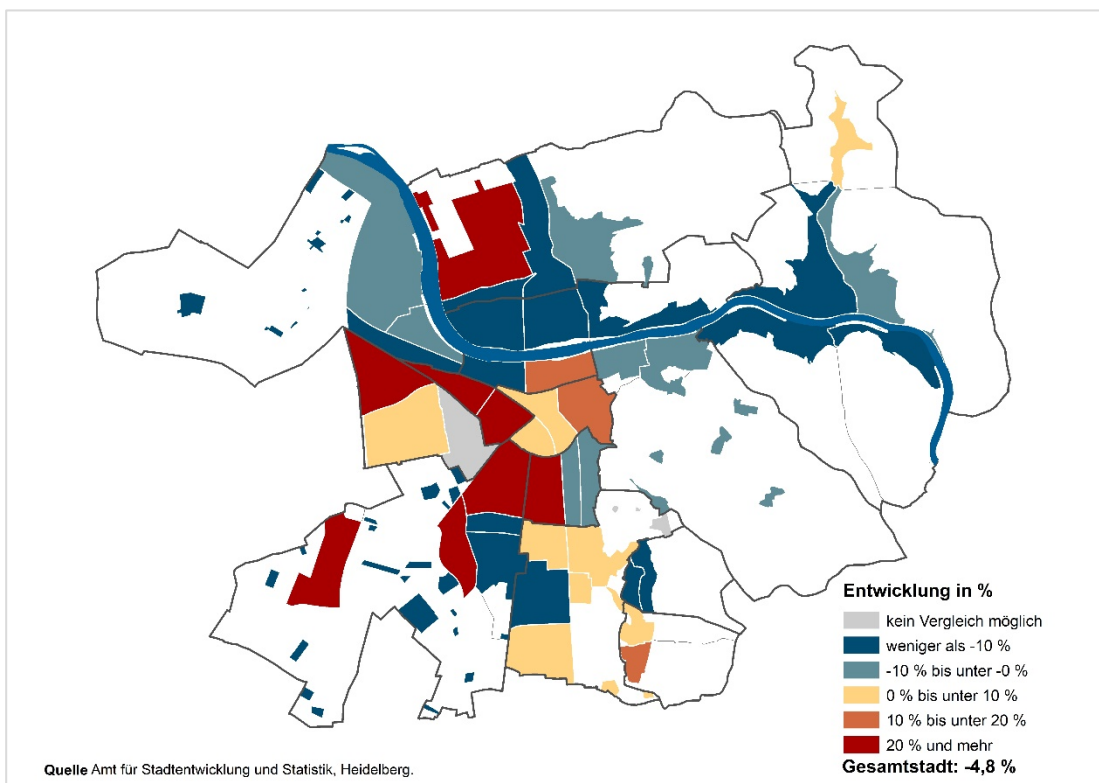 Entwicklung in %
kein Vergleich möglich
weniger als -10 %
-10 % bis unter -0 %
0 % bis unter 10 %
10 % bis unter 20 %
20 % und mehr
Gesamtstadt: -4,8 %
Quelle Amt für Stadtentwicklung und Statistik, Heidelberg.